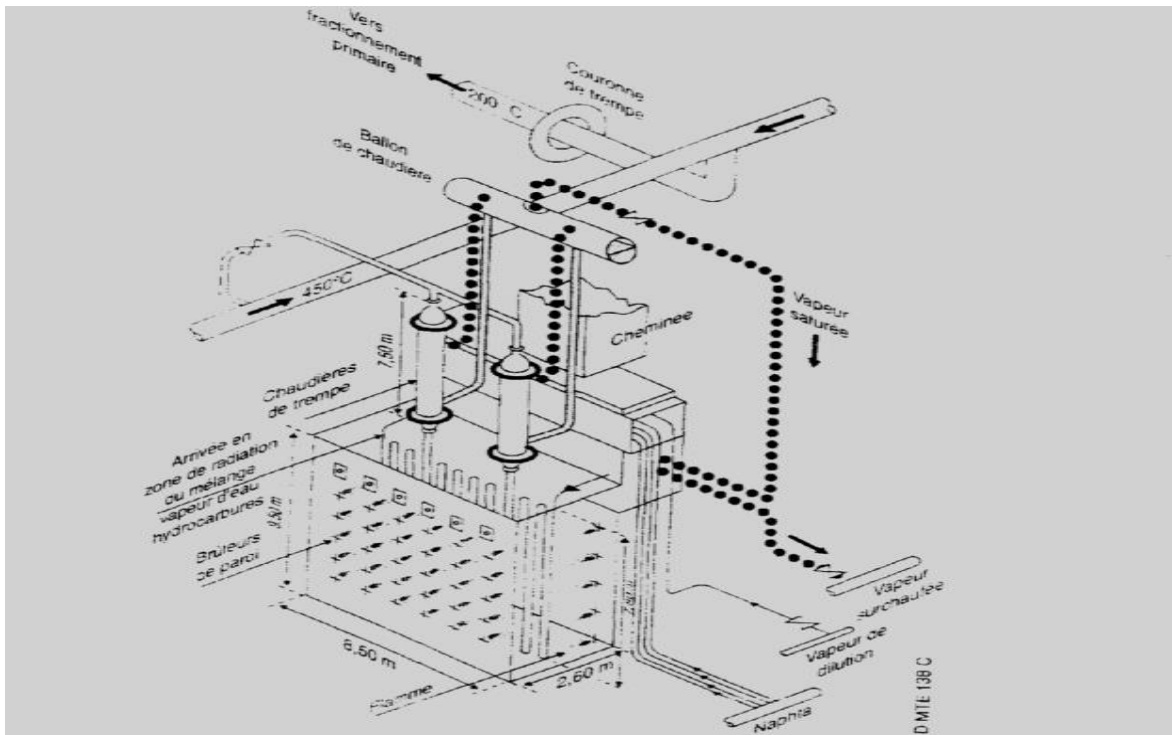 Vers
fractionnement
primaire
200 C
Couronne
de trempe
Ballon
de chaudière
450°C
Vapeur
saturée
Cheminée
7,60 m
Chaudières
de trempe
Arrivée en
zone de radiation
du mélange
vapeur d'eau
hydrocarbures
Brûleurs
de paroi
8,50 m
2,60 m
Flamme
Vapeur
surchauffée
Vapeur de
dilution
Naphta
D MTE 138 C